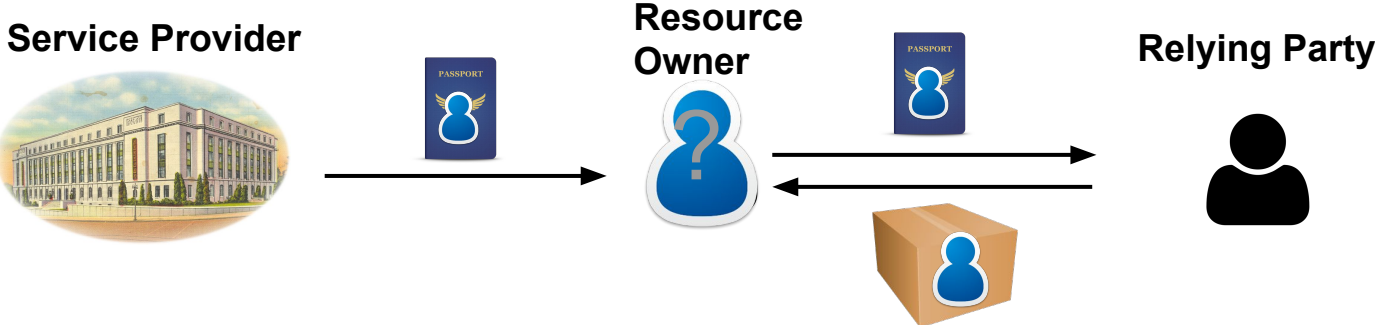 Service Provider
PASSPORT
Resource
Owner
?
PASSPORT
Relying Party